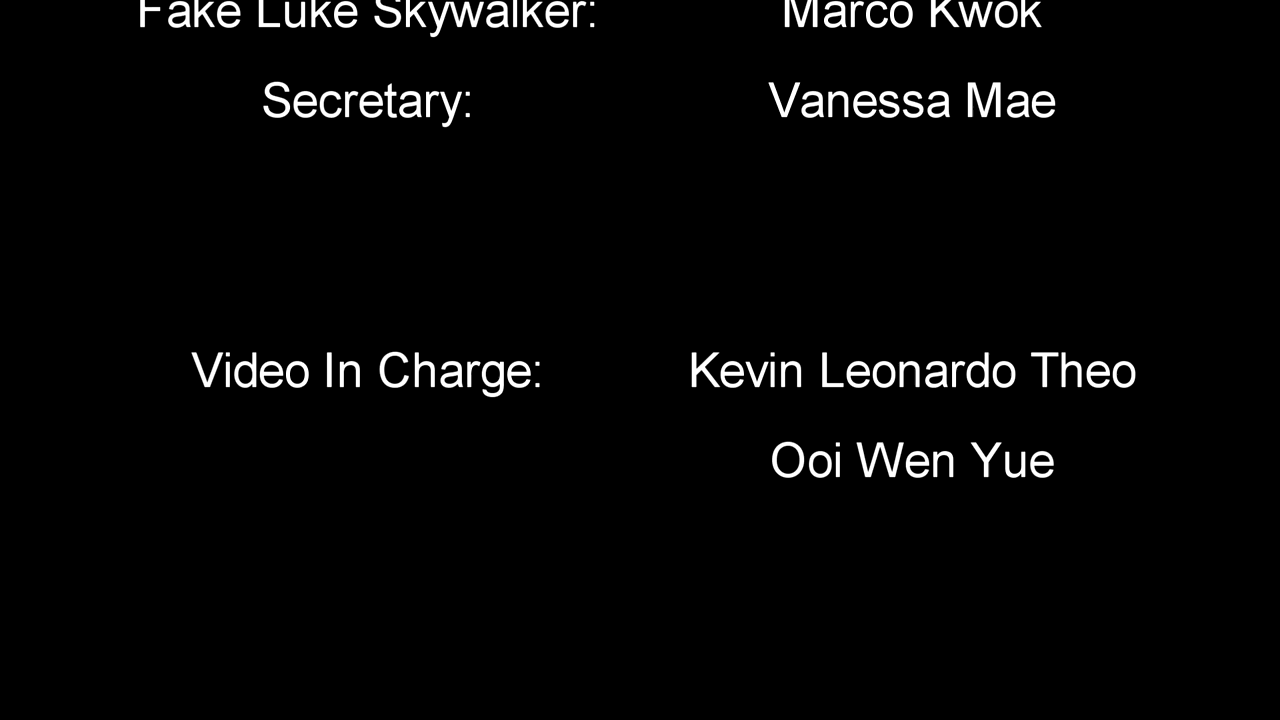 Fake Luke Skywalker: Marco Kwok
Secretary: Vanessa Mae
Video In Charge: Kevin Leonardo Theo
Ooi Wen Yue